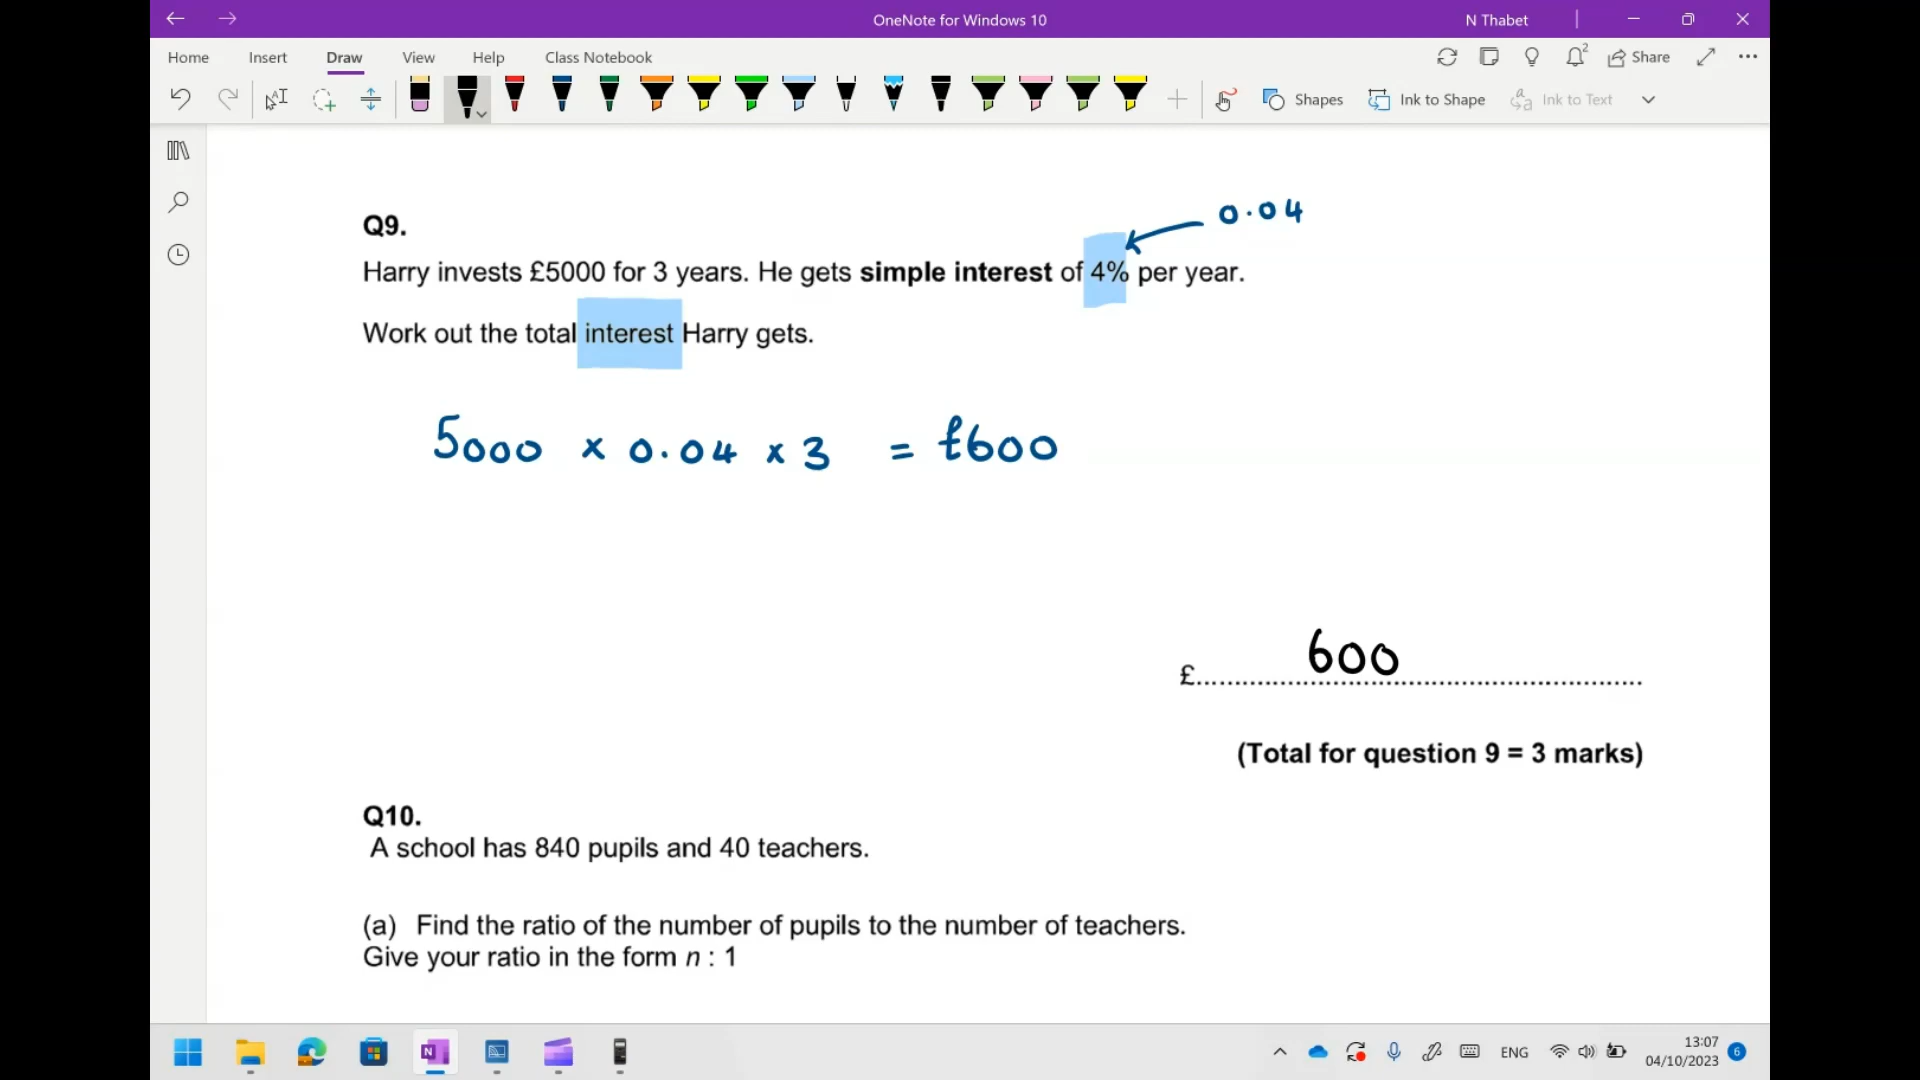 OneNote for Windows 10
N Thabet
Home Insert Draw View Help Class Notebook
2
Share
Shapes
Ink to Shape
Ink to Text
0.04
Q9.
Harry invests £5000 for 3 years. He gets simple interest of 4% per year.
Work out the total interest Harry gets.
5000 x 0.04 x 3 = £600
£ 600
(Total for question 9 = 3 marks)
Q10.
A school has 840 pupils and 40 teachers.
(a) Find the ratio of the number of pupils to the number of teachers.
Give your ratio in the form n : 1
ENG
13:07
04/10/2023
6